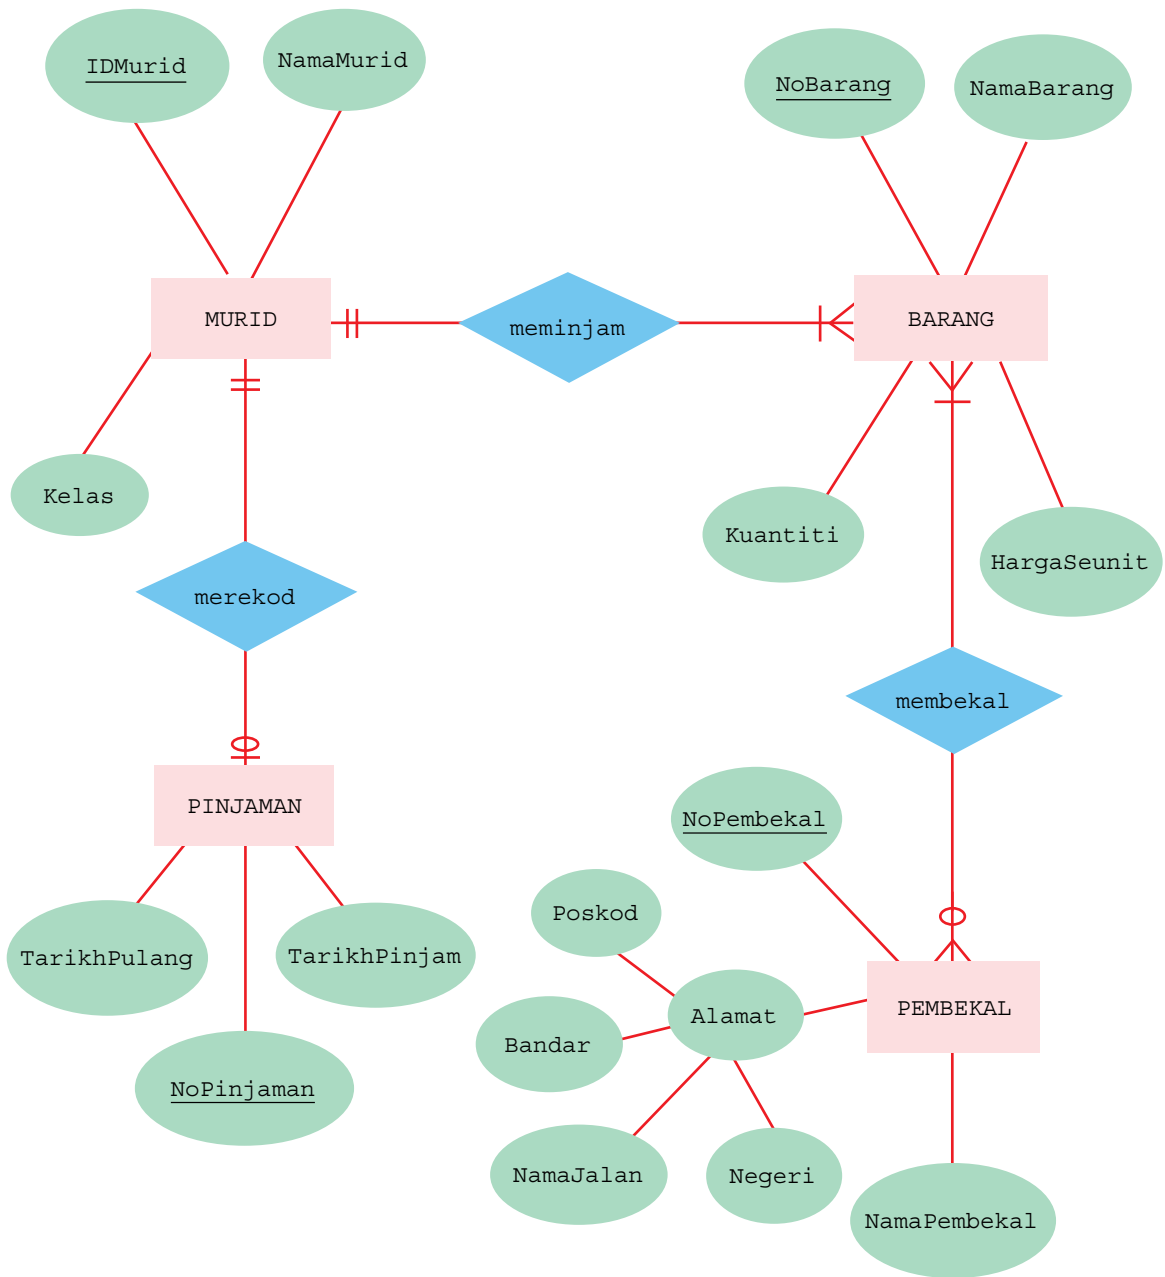 IDMurid
NamaMurid
NoBarang
NamaBarang
MURID
meminjam
BARANG
Kelas
Kuantiti
HargaSeunit
merekod
membekal
PINJAMAN
NoPembekal
Poskod
TarikhPulang
TarikhPinjam
Alamat
PEMBEKAL
Bandar
NoPinjaman
NamaJalan
Negeri
NamaPembekal